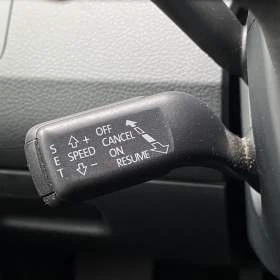 SET
+ OFF
SPEED CANCEL
ON
- RESUME